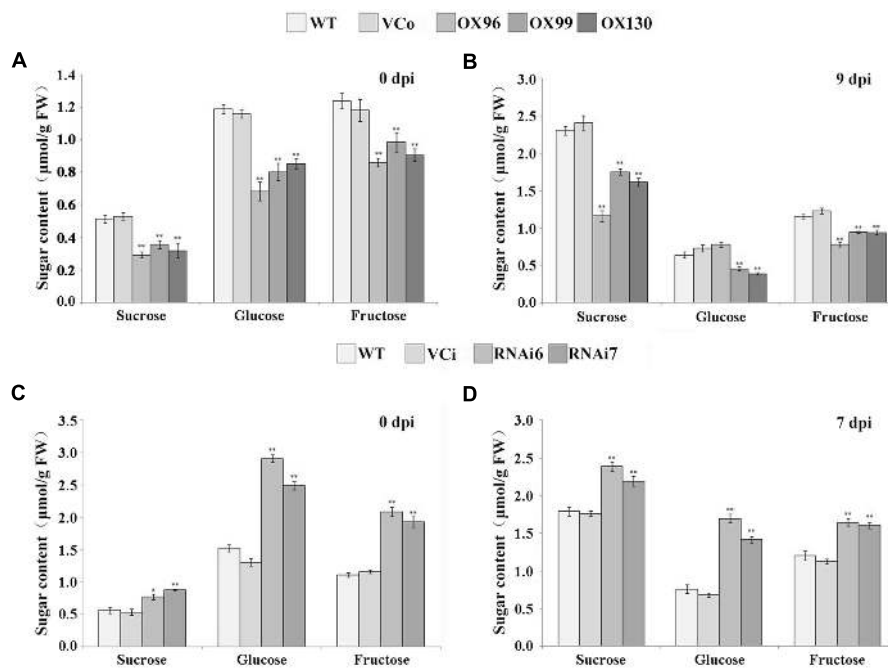 WT VCo OX96 OX99 OX130
A
0 dpi
Sugar content (μmol/g FW)
1.4
1.2
1.0
0.8
0.6
0.4
0.2
0.0
** ** ** ** ** ** ** ** **
Sucrose Glucose Fructose
B
9 dpi
Sugar content (μmol/g FW)
3.0
2.5
2.0
1.5
1.0
0.5
0.0
** ** ** ** ** ** ** **
Sucrose Glucose Fructose
WT VCi RNAi6 RNAi7
C
0 dpi
Sugar content (μmol/g FW)
3.5
3.0
2.5
2.0
1.5
1.0
0.5
0.0
* ** ** ** ** **
Sucrose Glucose Fructose
D
7 dpi
Sugar content (μmol/g FW)
3.0
2.5
2.0
1.5
1.0
0.5
0.0
** ** ** ** ** **
Sucrose Glucose Fructose